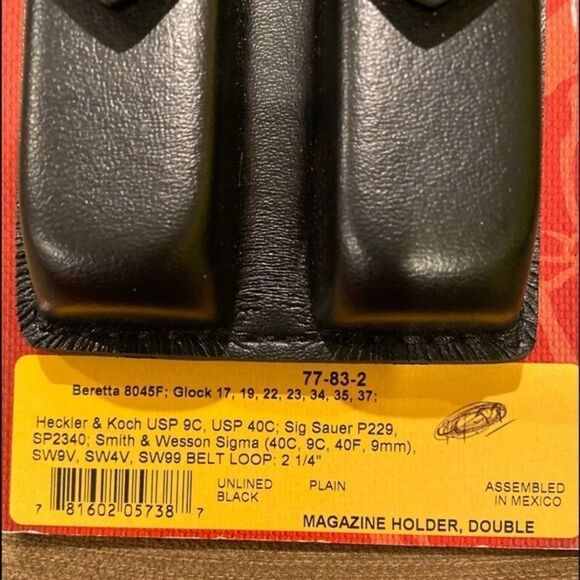 77-83-2
Beretta 8045F; Glock 17, 19, 22, 23, 34, 35, 37;
Heckler & Koch USP 9C, USP 40C; Sig Sauer P229,
SP2340; Smith & Wesson Sigma (40C, 9C, 40F, 9mm),
SW9V, SW4V, SW99 BELT LOOP: 2 1/4"
UNLINED PLAIN ASSEMBLED
BLACK IN MEXICO
7 81602 05738 7
MAGAZINE HOLDER, DOUBLE